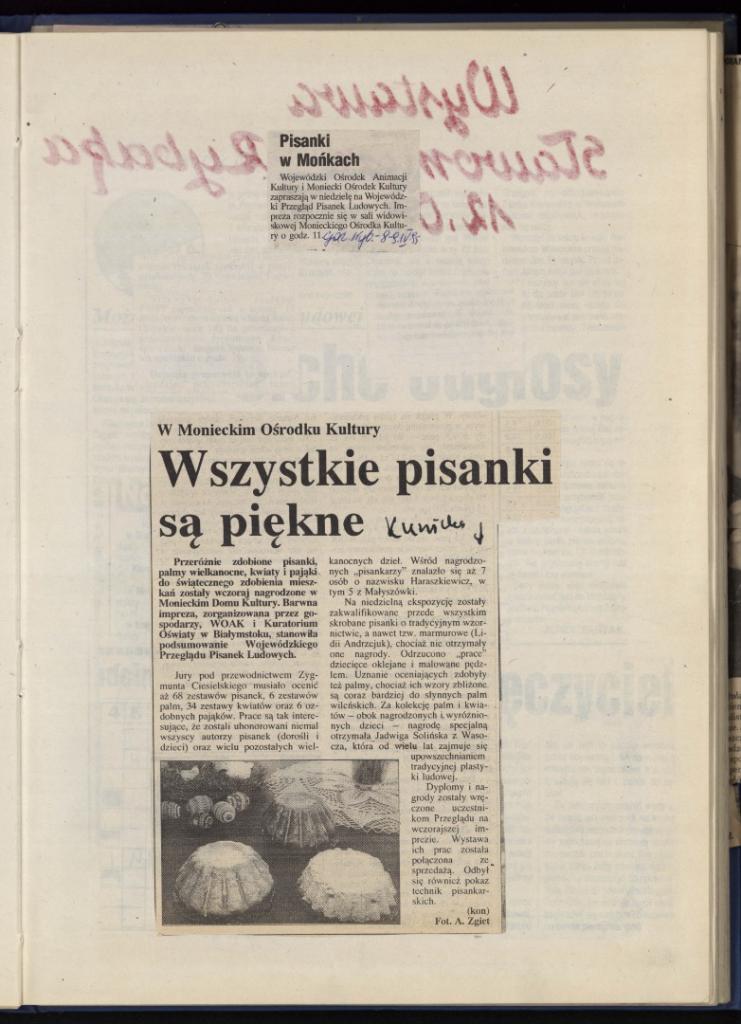 Wystawa
Pisanki
w Mońkach
Wojewódzki Ośrodek Animacji
Kultury i Moniecki Ośrodek Kultury
zapraszają w niedzielę na Wojewódz-
ki Przegląd Pisanek Ludowych. Im-
preza rozpocznie się w sali widowi-
skowej Monieckiego Ośrodka Kultu-
ry o godz. 11.
W Monieckim Ośrodku Kultury
Wszystkie pisanki
są piękne
Przeróżnie zdobione pisanki,
palmy wielkanocne, kwiaty i pająki
do świątecznego zdobienia miesz-
kań zostały wczoraj nagrodzone w
Monieckim Domu Kultury. Barwna
impreza, zorganizowana przez go-
spodarzy, WOAK i Kuratorium
Oświaty w Białymstoku, stanowiła
podsumowanie Wojewódzkiego
Przeglądu Pisanek Ludowych.
Jury pod przewodnictwem Zyg-
munta Ciesielskiego musiało ocenić
aż 68 zestawów pisanek, 6 zestawów
palm, 34 zestawy kwiatów oraz 6 oz-
dobnych pająków. Prace są tak intere-
sujące, że zostali uhonorowani niemal
wszyscy autorzy pisanek (dorośli i
dzieci) oraz wielu pozostałych wiel-
kanocnych dzieł. Wśród nagrodzo-
nych „pisankarzy” znalazło się aż 7
osób o nazwisku Haraszkiewicz, w
tym 5 z Małyszówki.
Na niedzielną ekspozycję zostały
zakwalifikowane przede wszystkim
skrobane pisanki o tradycyjnym wzor-
nictwie, a nawet tzw. marmurowe (Li-
dii Andrzejuk), chociaż nie otrzymały
one nagrody. Odrzucono „prace”
dziecięce oklejane i malowane pędz-
lem. Uznanie oceniających zdobyły
też palmy, chociaż ich wzory zbliżone
są coraz bardziej do słynnych palm
wileńskich. Za kolekcję palm i kwia-
tów – obok nagrodzonych i wyróżnio-
nych dzieci – nagrodę specjalną
otrzymała Jadwiga Solińska z Waso-
cza, która od wielu lat zajmuje się
upowszechnianiem
tradycyjnej plasty-
ki ludowej.
Dyplomy i na-
grody zostały wrę-
czone uczestni-
kom Przeglądu na
wczorajszej im-
prezie. Wystawa
ich prac została
połączona ze
sprzedażą. Odbył
się również pokaz
technik pisankar-
skich.
(kon)
Fot. A. Zgiet